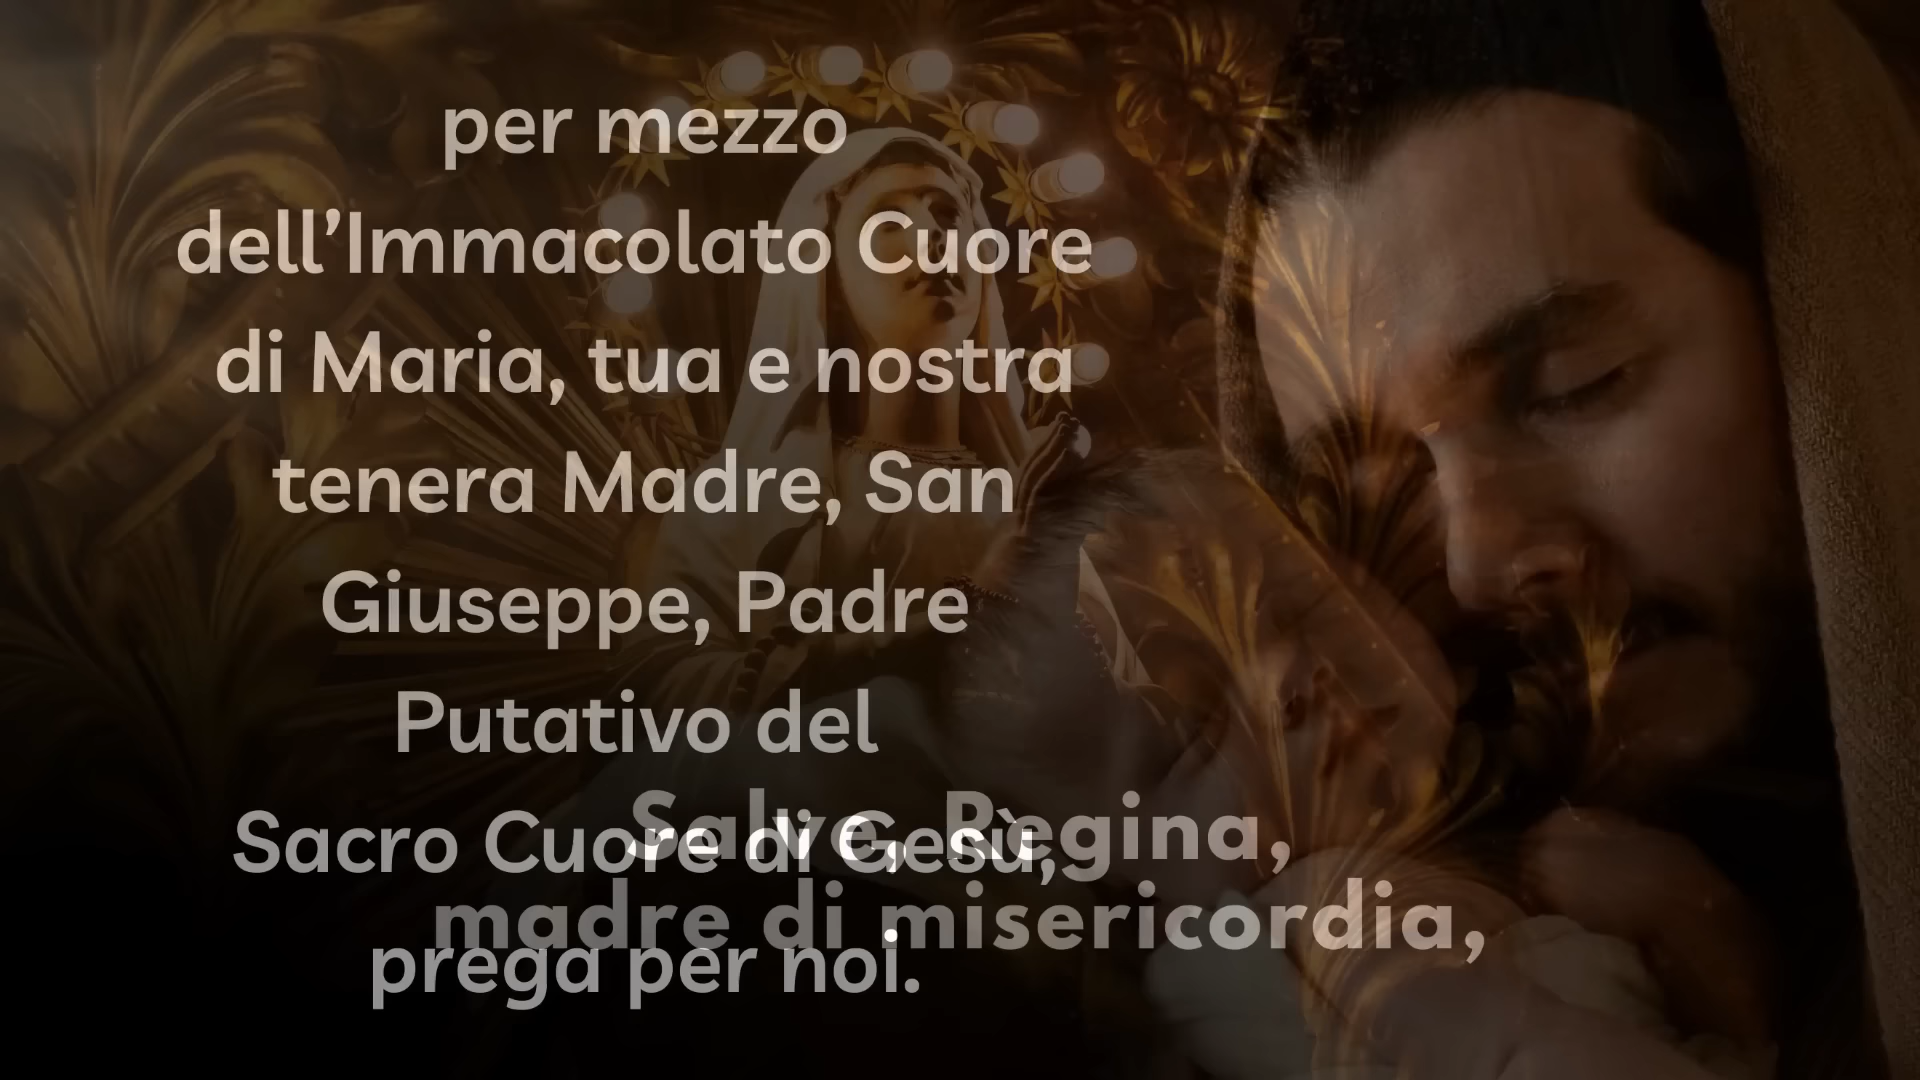 per mezzo
dell’Immacolato Cuore
di Maria, tua e nostra
tenera Madre, San
Giuseppe, Padre
Putativo del
Sacro Cuore di Gesù,
prega per noi.
Salve, Regina,
madre di misericordia,